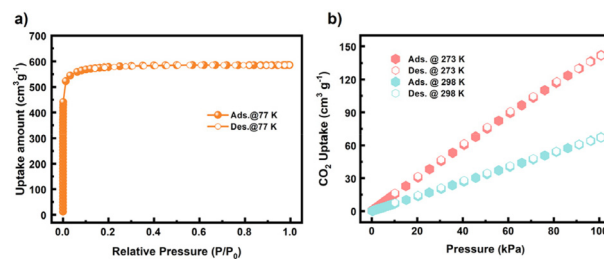 a)
700
600
500
400
300
200
100
0
Uptake amount (cm³g⁻¹)
Ads.@77 K
Des.@77 K
0.0 0.2 0.4 0.6 0.8 1.0
Relative Pressure (P/P₀)
b)
150
120
90
60
30
0
CO₂ Uptake (cm³ g⁻¹)
Ads. @ 273 K
Des. @ 273 K
Ads. @ 298 K
Des. @ 298 K
0 20 40 60 80 100
Pressure (kPa)